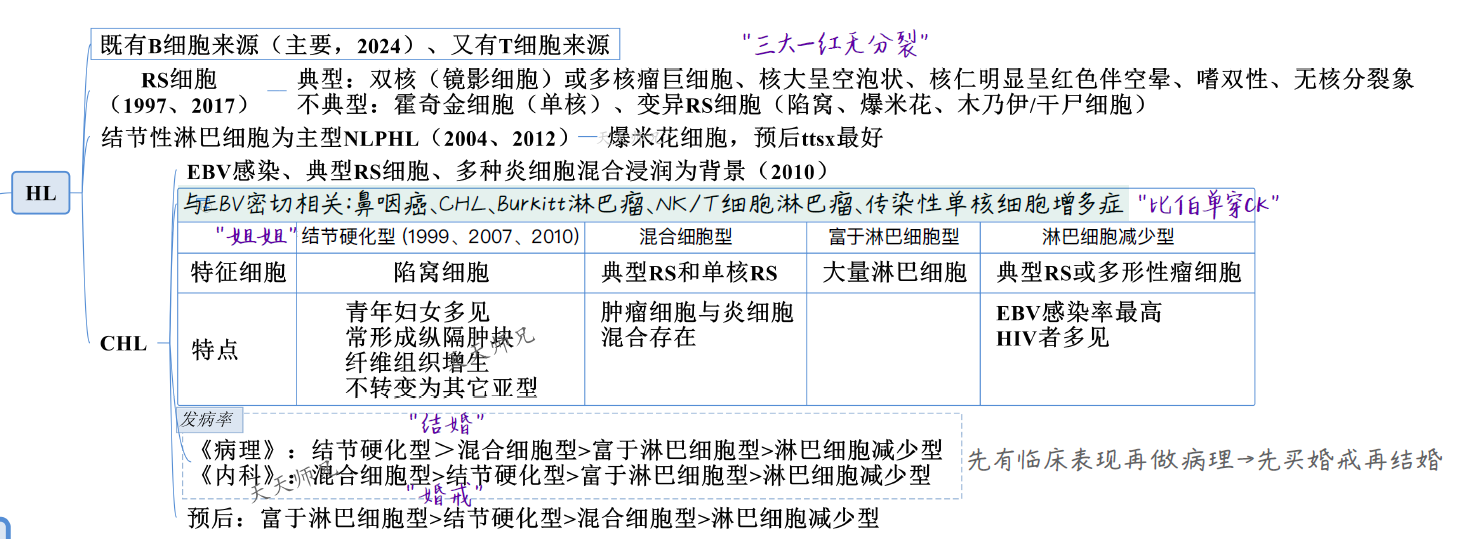 既有B细胞来源（主要，2024）、又有T细胞来源
"三大一红无分裂"
RS细胞
（1997、2017）
典型：双核（镜影细胞）或多核瘤巨细胞、核大呈空泡状、核仁明显呈红色伴空晕、嗜双性、无核分裂象
不典型：霍奇金细胞（单核）、变异RS细胞（陷窝、爆米花、木乃伊/干尸细胞）
结节性淋巴细胞为主型NLPHL（2004、2012） 爆米花细胞，预后ttsx最好
HL
EBV感染、典型RS细胞、多种炎细胞混合浸润为背景（2010）
与EBV密切相关:鼻咽癌、CHL、Burkitt淋巴瘤、NK/T细胞淋巴瘤、传染性单核细胞增多症 "比伯单穿CK"
"姐姐" 结节硬化型 (1999、2007、2010) 混合细胞型 富于淋巴细胞型 淋巴细胞减少型
特征细胞 陷窝细胞 典型RS和单核RS 大量淋巴细胞 典型RS或多形性瘤细胞
CHL
特点
青年妇女多见
常形成纵隔肿块
纤维组织增生
不转变为其它亚型
肿瘤细胞与炎细胞
混合存在
EBV感染率最高
HIV者多见
天天师兄
发病率
"结婚"
《病理》：结节硬化型＞混合细胞型>富于淋巴细胞型>淋巴细胞减少型
《内科》：混合细胞型>结节硬化型>富于淋巴细胞型>淋巴细胞减少型
先有临床表现再做病理→先买婚戒再结婚
天天师兄
"婚戒"
预后：富于淋巴细胞型>结节硬化型>混合细胞型>淋巴细胞减少型